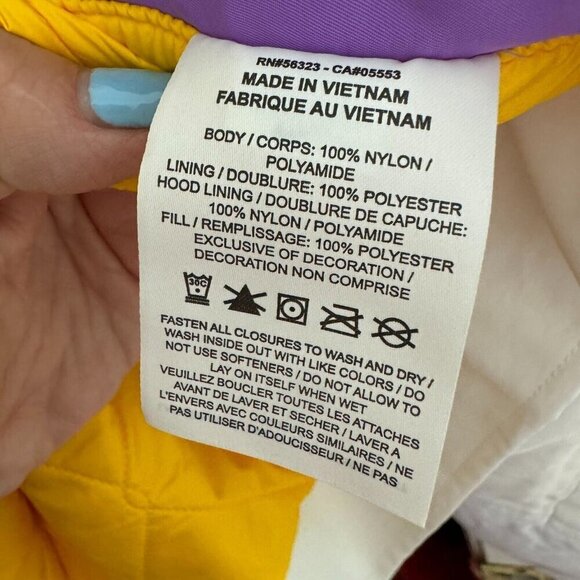 RN#56323 - CA#05553
MADE IN VIETNAM
FABRIQUE AU VIETNAM
BODY / CORPS: 100% NYLON /
POLYAMIDE
LINING / DOUBLURE: 100% POLYESTER
HOOD LINING / DOUBLURE DE CAPUCHE:
100% NYLON / POLYAMIDE
FILL / REMPLISSAGE: 100% POLYESTER
EXCLUSIVE OF DECORATION /
DECORATION NON COMPRISE
30C
FASTEN ALL CLOSURES TO WASH AND DRY /
WASH INSIDE OUT WITH LIKE COLORS / DO
NOT USE SOFTENERS / DO NOT ALLOW TO
LAY ON ITSELF WHEN WET
VEUILLEZ BOUCLER TOUTES LES ATTACHES
AVANT DE LAVER ET SECHER / LAVER A
L'ENVERS AVEC COULEURS SIMILAIRES / NE
PAS UTILISER D'ADOUCISSEUR / NE PAS